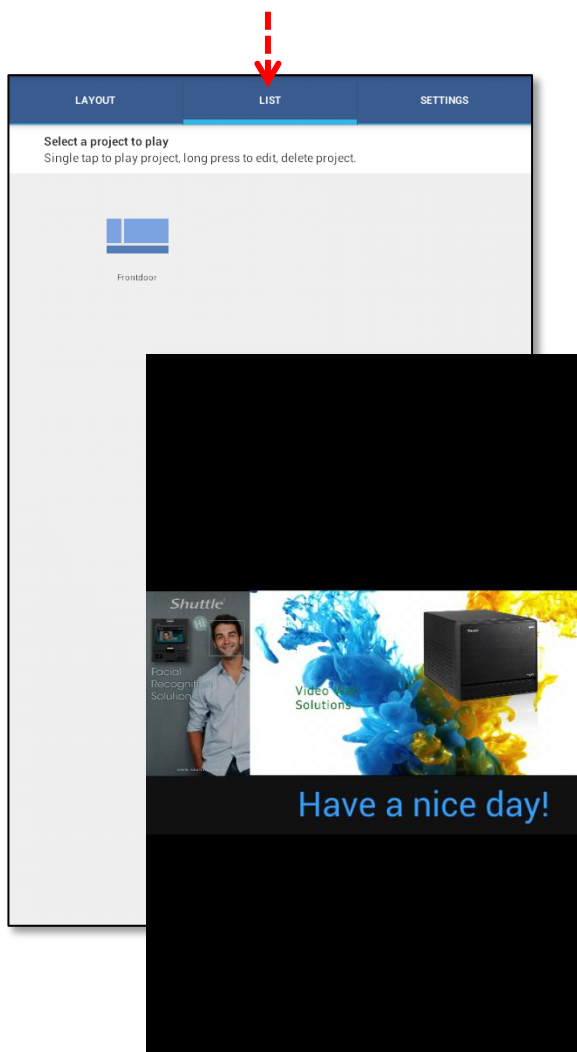 LAYOUT LIST SETTINGS
Select a project to play
Single tap to play project, long press to edit, delete project.
Frontdoor
Shuttle
Hi
Facial
Recognition
Solution
Video Wall
Solutions
Have a nice day!